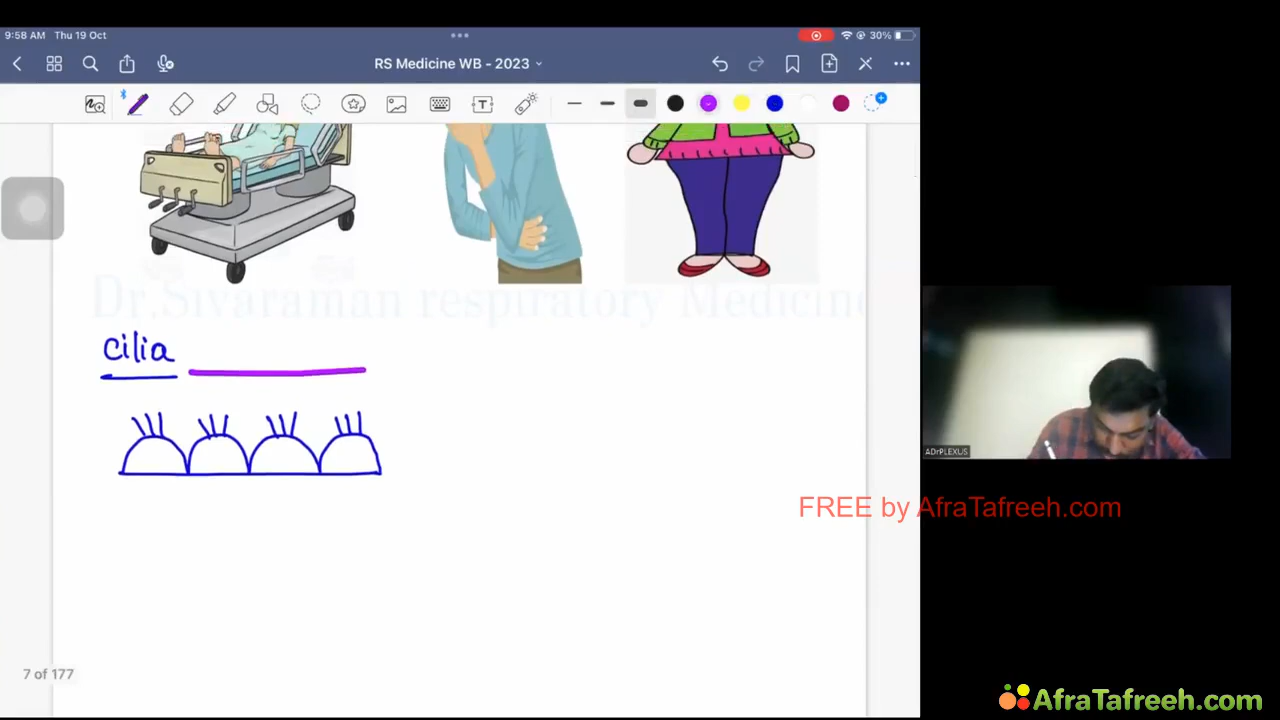 9:58 AM Thu 19 Oct
30%
RS Medicine WB - 2023
Dr.Sivaraman respiratory Medicine
Cilia
ADrPLEXUS
FREE by AfraTafreeh.com
7 of 177
AfraTafreeh.com